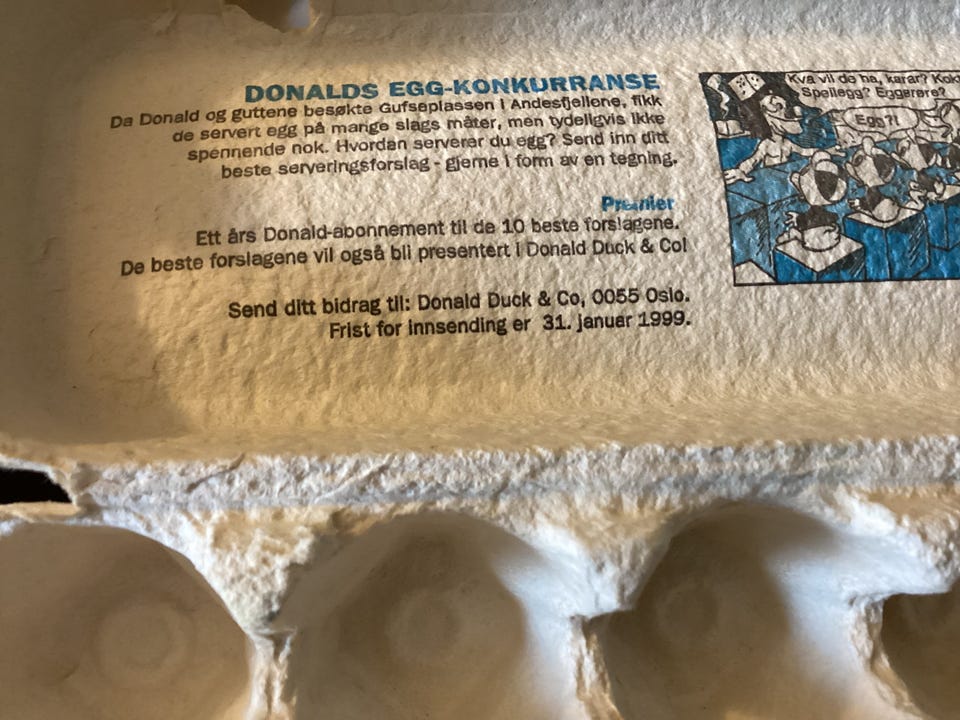 DONALDS EGG-KONKURRANSE
Da Donald og guttene besøkte Gufseplassen i Andesfjellene, fikk
de servert egg på mange slags måter, men tydeligvis ikke
spennende nok. Hvordan serverer du egg? Send inn ditt
beste serveringsforslag - gjerne i form av en tegning.
Premier
Ett års Donald-abonnement til de 10 beste forslagene.
De beste forslagene vil også bli presentert i Donald Duck & Co!
Send ditt bidrag til: Donald Duck & Co, 0055 Oslo.
Frist for innsending er 31. januar 1999.
Kva vil de ha, karar?
Speilegg? Eggerøre?
Egg?!